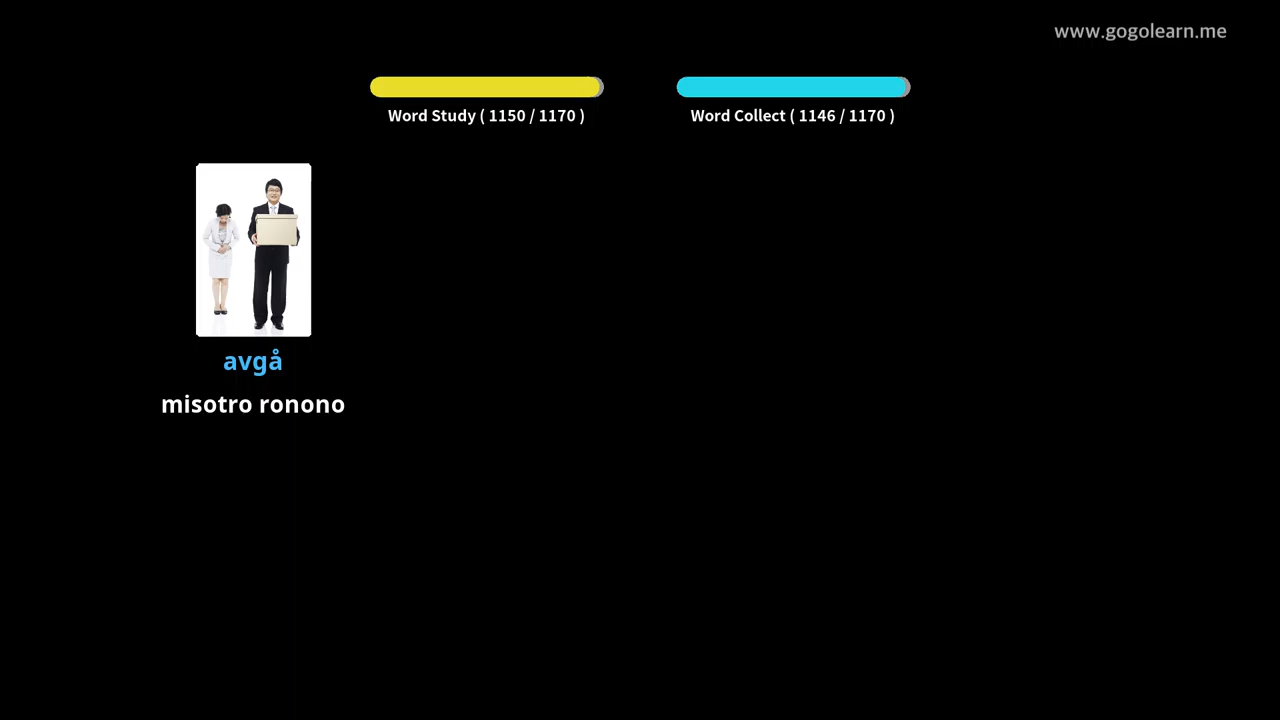 www.gogolearn.me
Word Study ( 1150 / 1170 )
Word Collect ( 1146 / 1170 )
avgå
misotro ronono